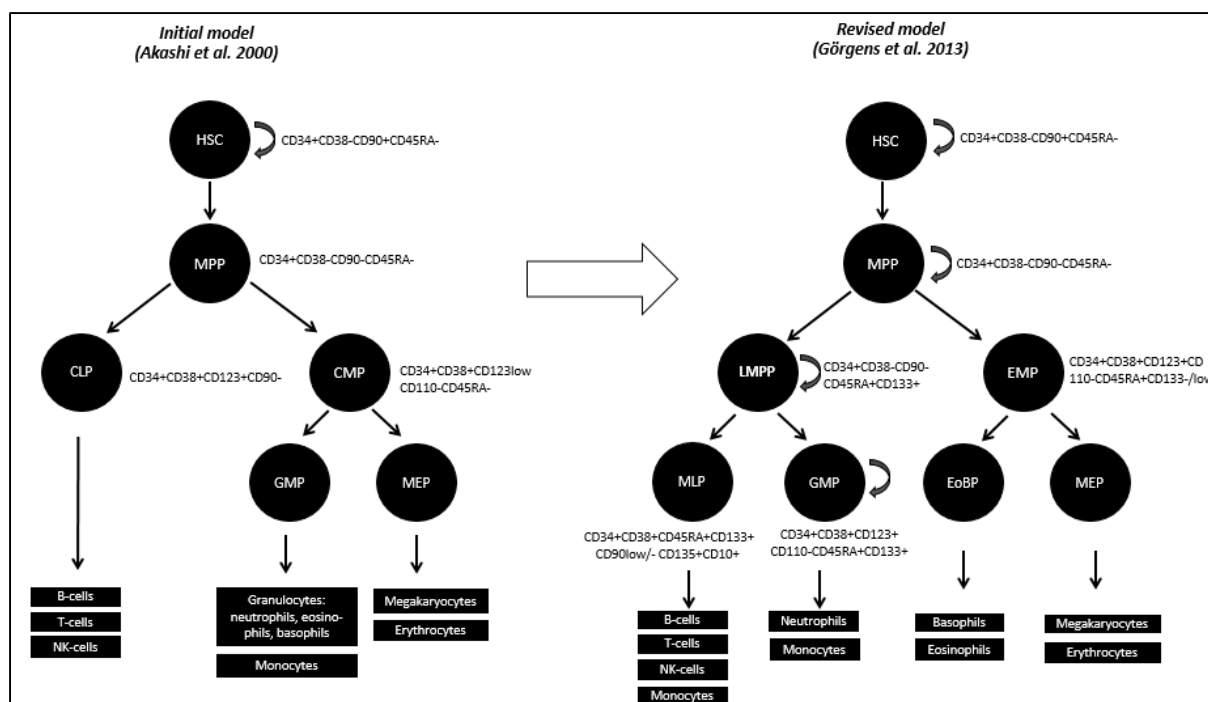 Initial model
(Akashi et al. 2000)
HSC
CD34+CD38-CD90+CD45RA-
MPP
CD34+CD38-CD90-CD45RA-
CLP
CD34+CD38+CD123+CD90-
CMP
CD34+CD38+CD123low
CD110-CD45RA-
GMP
MEP
B-cells
T-cells
NK-cells
Granulocytes:
neutrophils, eosino-
phils, basophils
Monocytes
Megakaryocytes
Erythrocytes
Revised model
(Görgens et al. 2013)
HSC
CD34+CD38-CD90+CD45RA-
MPP
CD34+CD38-CD90-CD45RA-
LMPP
CD34+CD38-CD90-
CD45RA+CD133+
EMP
CD34+CD38+CD123+CD
110-CD45RA+CD133-/low
MLP
GMP
EoBP
MEP
CD34+CD38+CD45RA+CD133+
CD90low/- CD135+CD10+
CD34+CD38+CD123+
CD110-CD45RA+CD133+
B-cells
T-cells
NK-cells
Monocytes
Neutrophils
Monocytes
Basophils
Eosinophils
Megakaryocytes
Erythrocytes